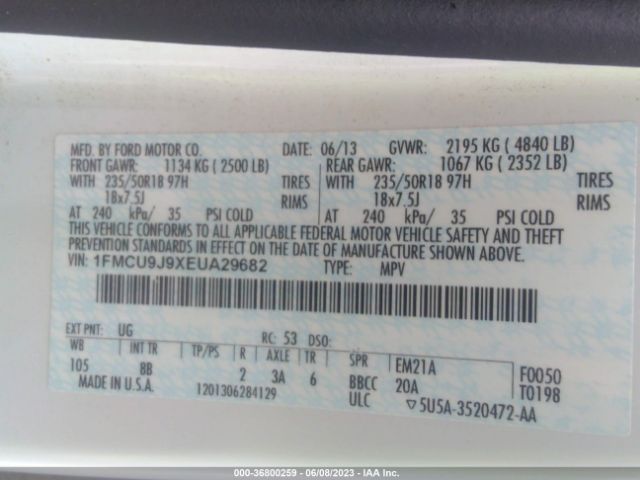 MFD. BY FORD MOTOR CO. DATE: 06/13 GVWR: 2195 KG ( 4840 LB)
FRONT GAWR: 1134 KG ( 2500 LB) REAR GAWR: 1067 KG ( 2352 LB)
WITH 235/50R18 97H TIRES WITH 235/50R18 97H TIRES
18x7.5J RIMS 18x7.5J RIMS
AT 240 kPa/ 35 PSI COLD AT 240 kPa/ 35 PSI COLD
THIS VEHICLE CONFORMS TO ALL APPLICABLE FEDERAL MOTOR VEHICLE SAFETY AND THEFT
PREVENTION STANDARDS IN EFFECT ON THE DATE OF MANUFACTURE SHOWN ABOVE.
VIN: 1FMCU9J9XEUA29682 TYPE: MPV
EXT PNT: UG RC: 53 DSO:
WB INT TR TP/PS R AXLE TR SPR EM21A F0050
105 8B 2 3A 6 BBCC 20A T0198
MADE IN U.S.A. 1201306284129 ULC ▽5U5A-3520472-AA
000-36800259 - 06/08/2023 - IAA Inc.